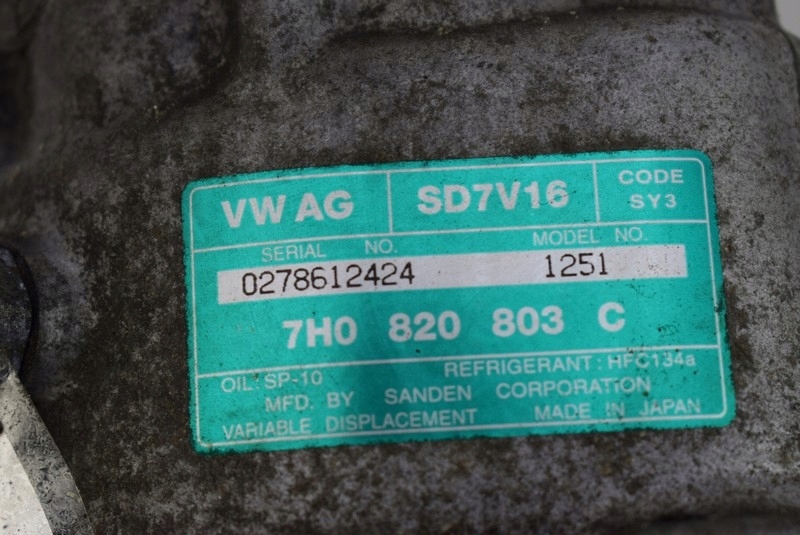 VW AG SD7V16 CODE SY3
SERIAL NO. MODEL NO.
0278612424 1251
7H0 820 803 C
OIL: SP-10 REFRIGERANT: HFC134a
MFD. BY SANDEN CORPORATION
VARIABLE DISPLACEMENT MADE IN JAPAN